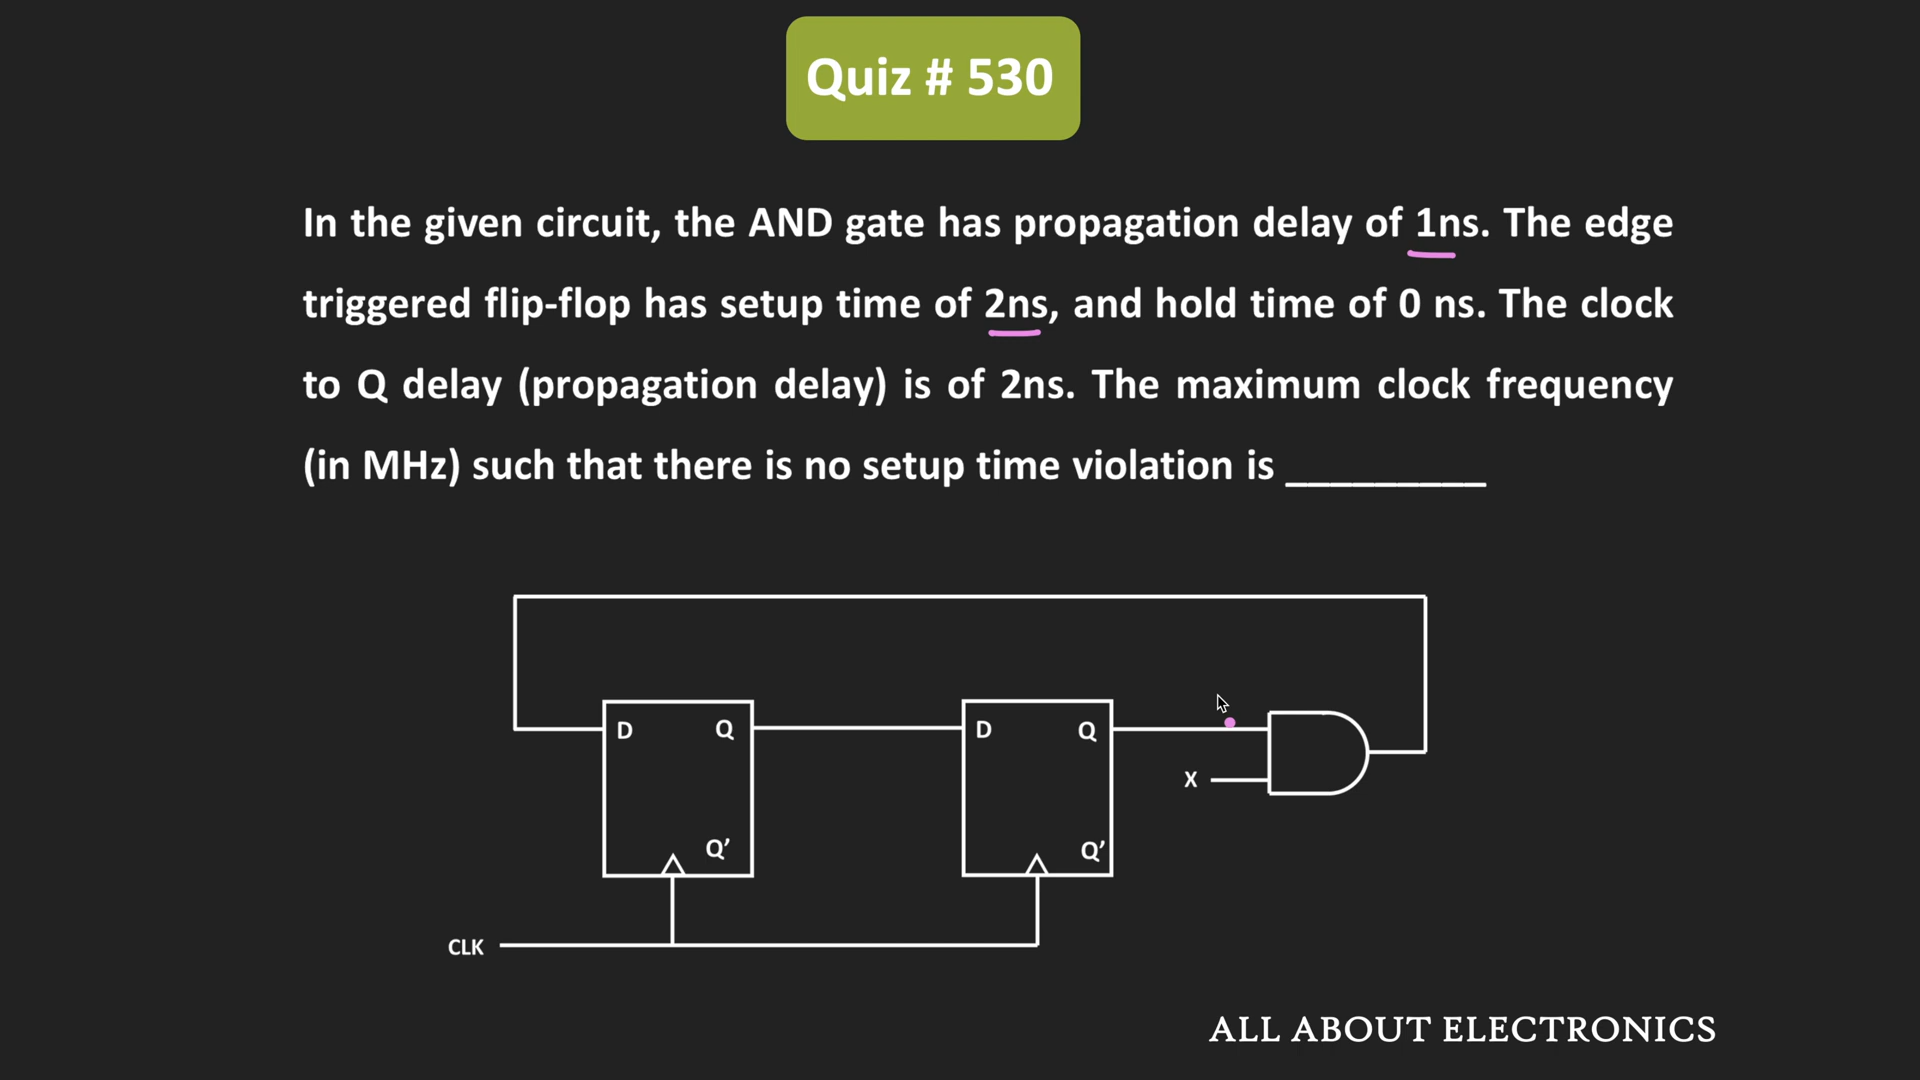 Quiz # 530
In the given circuit, the AND gate has propagation delay of 1ns. The edge
triggered flip-flop has setup time of 2ns, and hold time of 0 ns. The clock
to Q delay (propagation delay) is of 2ns. The maximum clock frequency
(in MHz) such that there is no setup time violation is _________
D Q D Q
X
Q’ Q’
CLK
ALL ABOUT ELECTRONICS